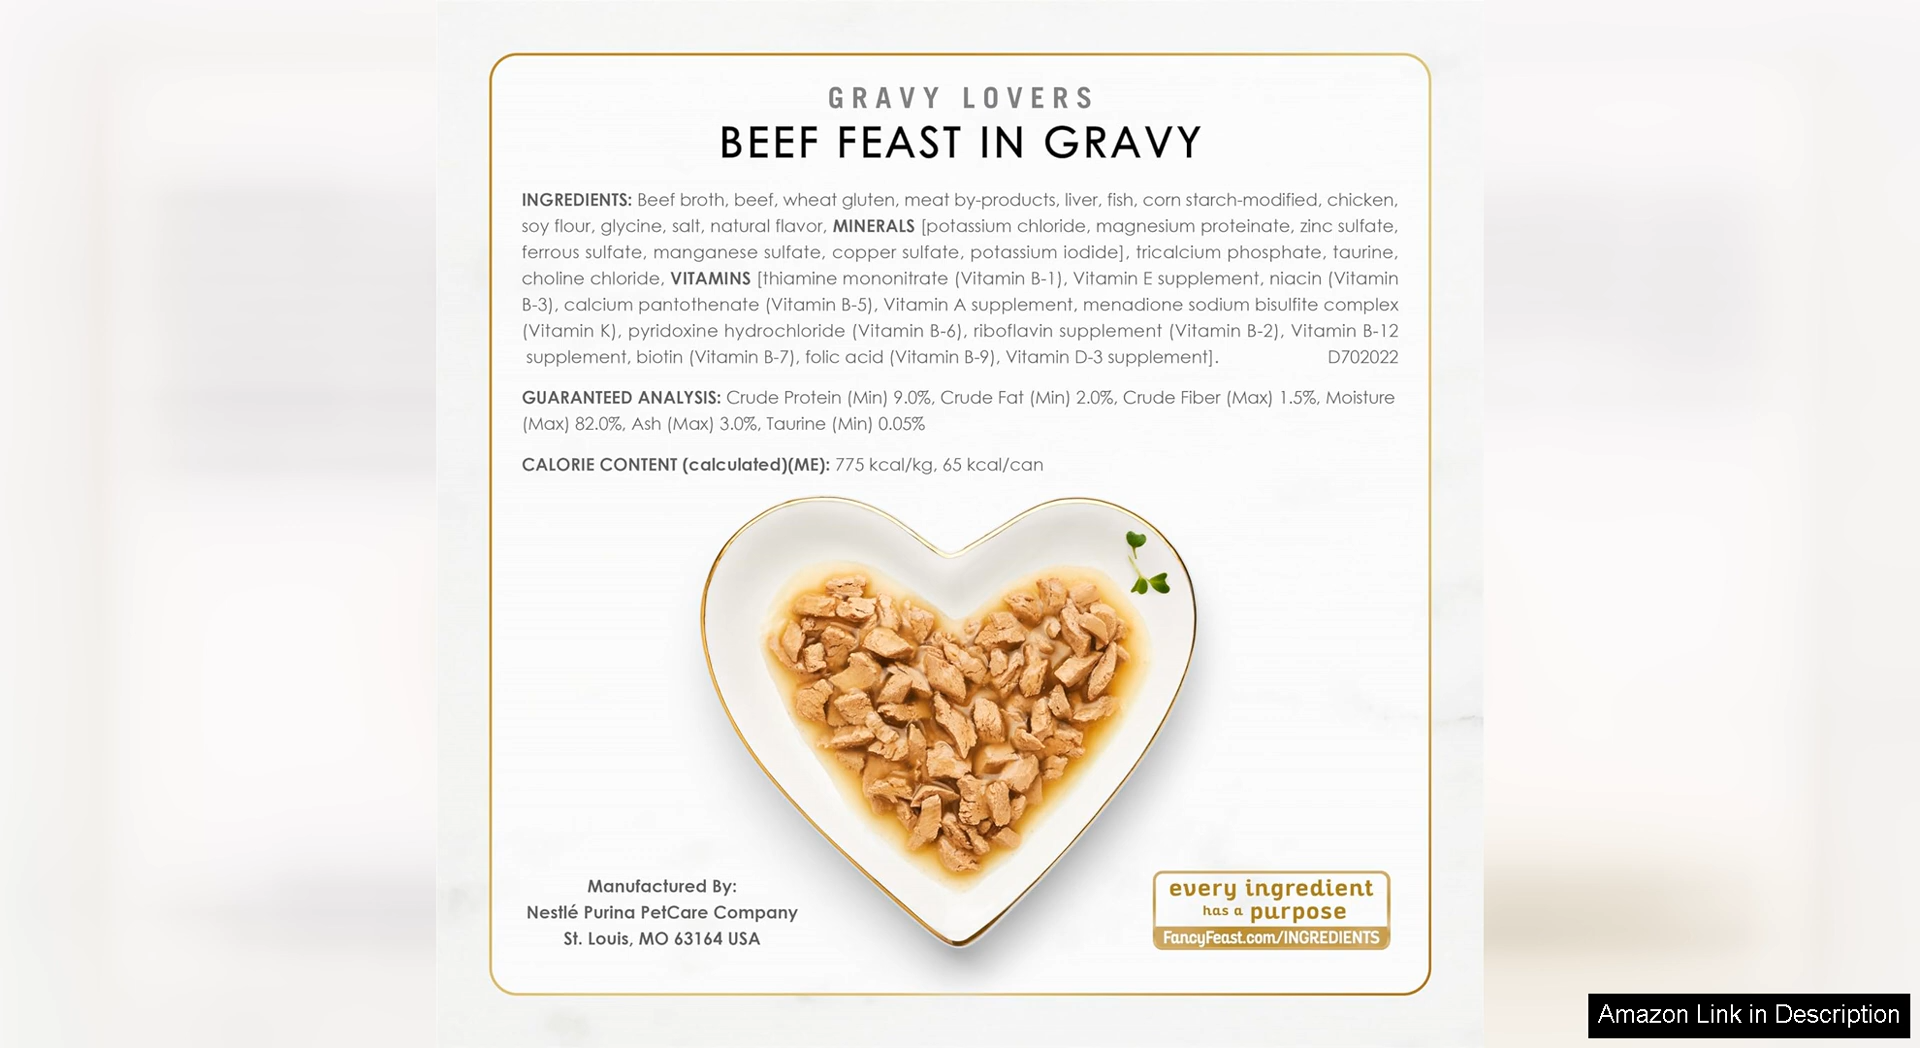 GRAVY LOVERS
BEEF FEAST IN GRAVY
INGREDIENTS: Beef broth, beef, wheat gluten, meat by-products, liver, fish, corn starch-modified, chicken,
soy flour, glycine, salt, natural flavor, MINERALS [potassium chloride, magnesium proteinate, zinc sulfate,
ferrous sulfate, manganese sulfate, copper sulfate, potassium iodide], tricalcium phosphate, taurine,
choline chloride, VITAMINS [thiamine mononitrate (Vitamin B-1), Vitamin E supplement, niacin (Vitamin
B-3), calcium pantothenate (Vitamin B-5), Vitamin A supplement, menadione sodium bisulfite complex
(Vitamin K), pyridoxine hydrochloride (Vitamin B-6), riboflavin supplement (Vitamin B-2), Vitamin B-12
supplement, biotin (Vitamin B-7), folic acid (Vitamin B-9), Vitamin D-3 supplement]. D702022
GUARANTEED ANALYSIS: Crude Protein (Min) 9.0%, Crude Fat (Min) 2.0%, Crude Fiber (Max) 1.5%, Moisture
(Max) 82.0%, Ash (Max) 3.0%, Taurine (Min) 0.05%
CALORIE CONTENT (calculated)(ME): 775 kcal/kg, 65 kcal/can
Manufactured By:
Nestlé Purina PetCare Company
St. Louis, MO 63164 USA
every ingredient
has a purpose
FancyFeast.com/INGREDIENTS
Amazon Link in Description